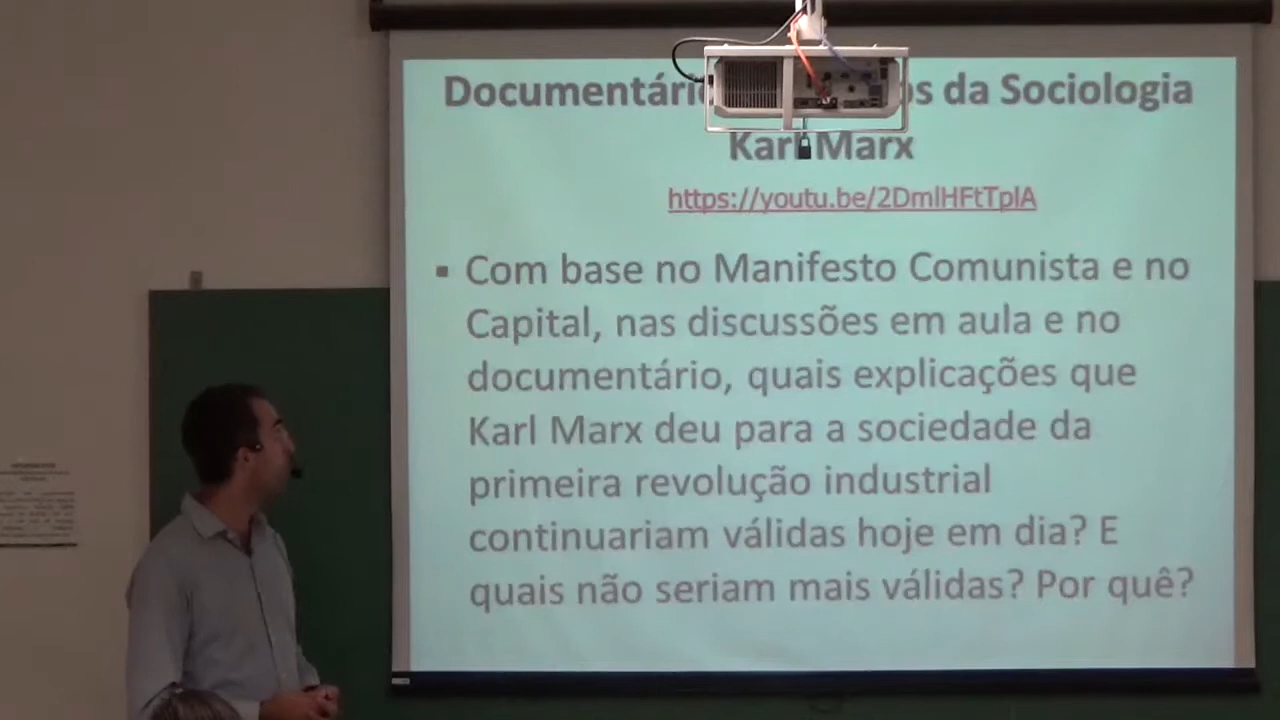 Documentário os da Sociologia
Karl Marx
https://youtu.be/2DmlHFtTplA
▪ Com base no Manifesto Comunista e no
Capital, nas discussões em aula e no
documentário, quais explicações que
Karl Marx deu para a sociedade da
primeira revolução industrial
continuariam válidas hoje em dia? E
quais não seriam mais válidas? Por quê?